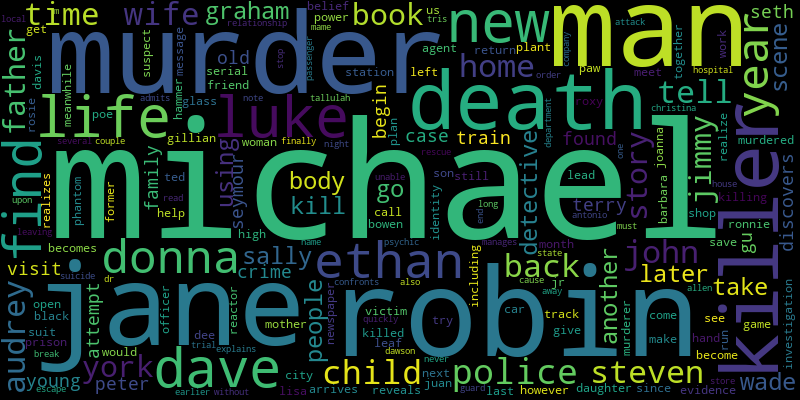 time wife graham book us tris new man year seth
find father murder death tell home scene
life luke michael killer
suspect message serial friend old relationship
power belief agent return plant paw meet
together attack company hospital work
local get davis meanwhile rosie poe hammer
glass station left passenger stop mame
tallulah note order department christina
admits several couple gillian woman night
finally rescue roxy begin plan case train
found story jimmy murdered realize discovers
using family ted read help seymour body kill
go call bowen son still long end identity
detective lead terry barbara joanna shop killing
one must house ronnie save gu
upon leaving realizes phantom former unable
high month antonio name psychic manages state
donna sally crime ethan back john later take
visit becomes dr suicide attempt
audrey jane robin people another wade
open black suit prison break escape young
officer would trial explains reactor mother
dee newspaper confronts also victim killed
quickly leaf dawson try never guard
including cause away jr car track give
murderer come make hand become allen see run
game investigation
york peter dave lisa city arrives child reveals
juan next last police however steven daughter
since evidence store earlier without